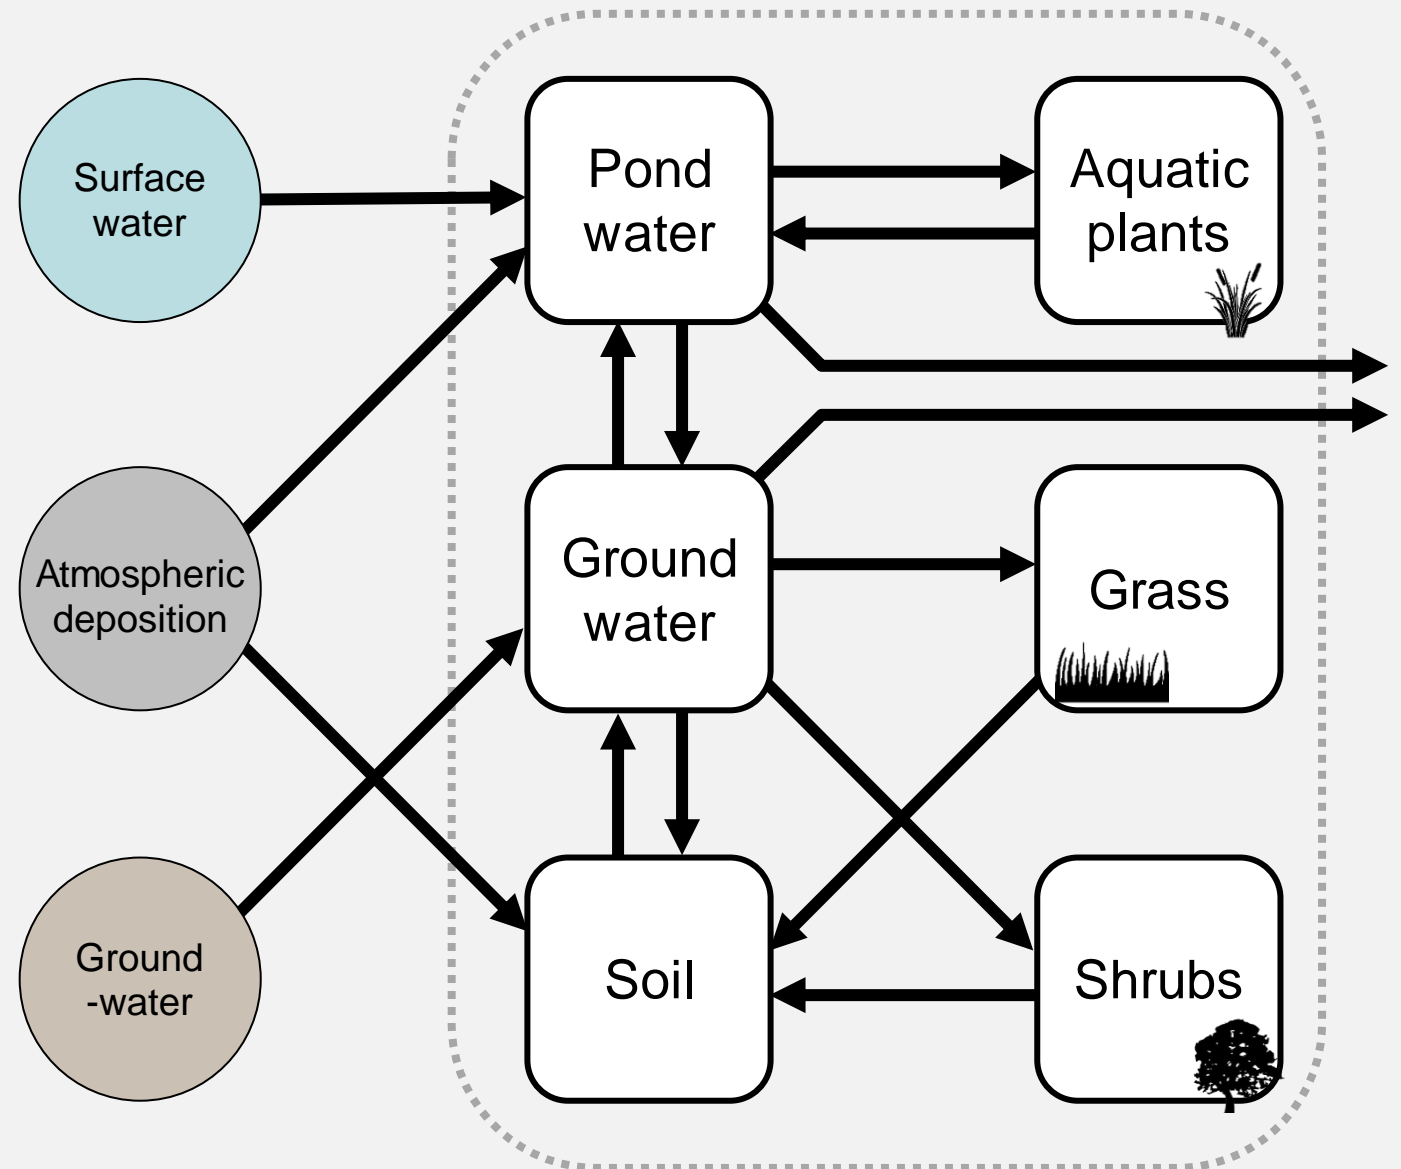 Surface
water
Pond
water
Aquatic
plants
Atmospheric
deposition
Ground
water
Grass
Ground
-water
Soil
Shrubs